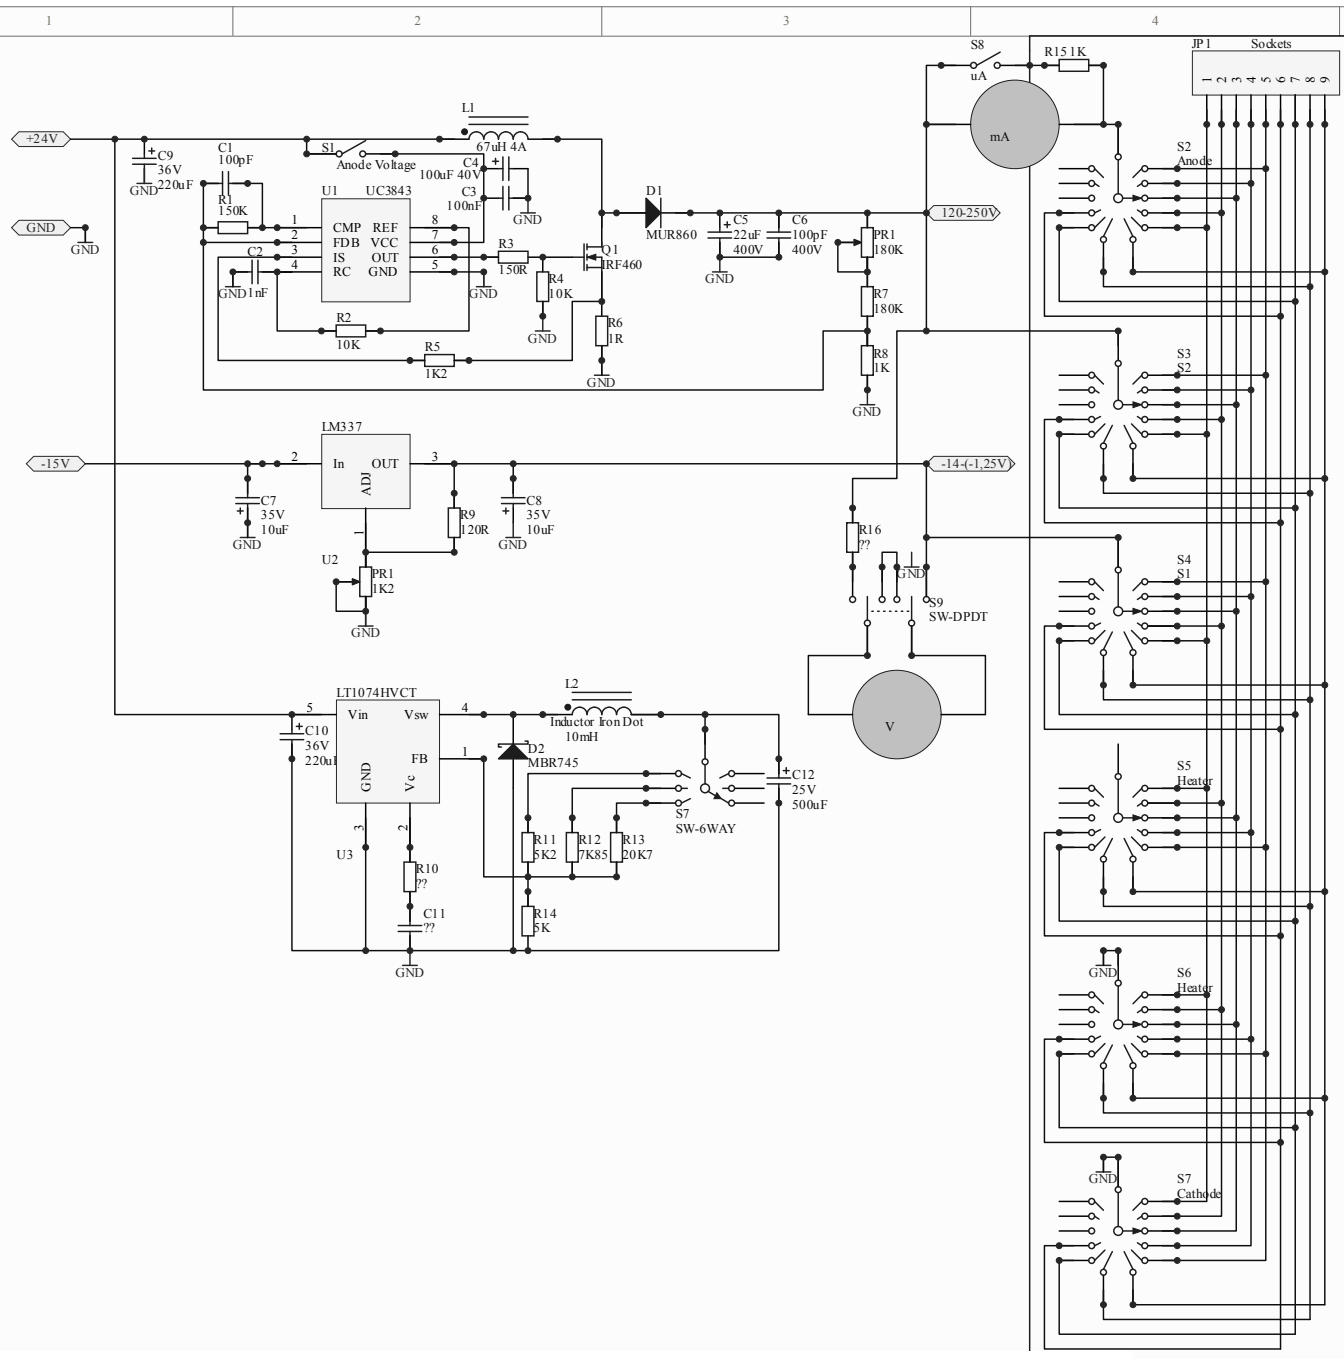 1 2 3 4
S8
uA
R15 1K
JP1 Sockets
1 2 3 4 5 6 7 8 9
mA
+24V
L1
67uH 4A
S1
Anode Voltage
C9
36V
220uF
GND
C1
100pF
R1
150K
C4
100uF 40V
C3
100nF
GND
U1 UC3843
1 CMP REF 8
2 FDB VCC 7
3 IS OUT 6
4 RC GND 5
GND
C2
GND 1nF
GND
R2
10K
R5
1K2
R3
150R
R4
10K
GND
Q1
IRF460
R6
1R
GND
D1
MUR860
C5
22uF
400V
GND
C6
100pF
400V
120-250V
PR1
180K
R7
180K
R8
1K
GND
S2
Anode
S3
S2
-15V
LM337
2 In OUT 3
ADJ
1
C7
35V
10uF
GND
U2
PR1
1K2
GND
R9
120R
C8
35V
10uF
GND
-14-(-1,25V)
R16
??
GND
S9
SW-DPDT
V
S4
S1
LT1074HVCT
5 Vin Vsw 4
FB 1
GND
Vc
3
2
U3
C10
36V
220uF
L2
Inductor Iron Dot
10mH
D2
MBR745
S7
SW-6WAY
C12
25V
500uF
R11
5K2
R12
7K85
R13
20K7
R14
5K
R10
??
C11
??
GND
S5
Heater
GND
S6
Heater
GND
S7
Cathode